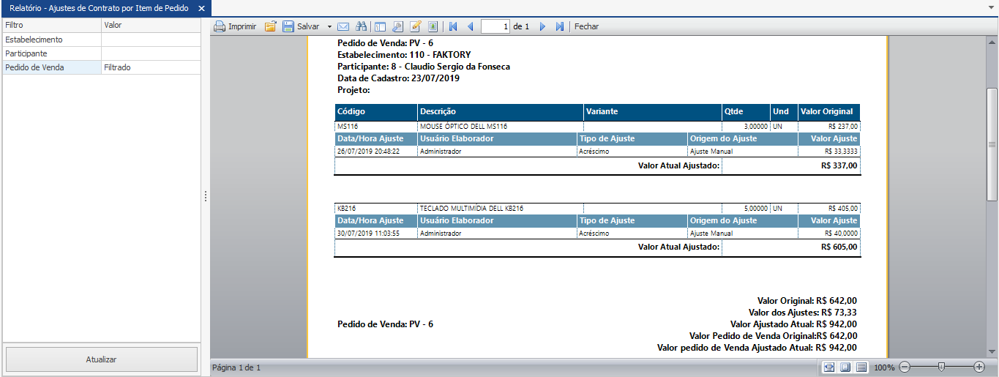 Relatório - Ajustes de Contrato por Item de Pedido
Filtro Valor
Estabelecimento
Participante
Pedido de Venda Filtrado
Atualizar
Imprimir Salvar 1 de 1 Fechar
Pedido de Venda: PV - 6
Estabelecimento: 110 - FAKTORY
Participante: 8 - Claudio Sergio da Fonseca
Data de Cadastro: 23/07/2019
Projeto:
Código Descrição Variante Qtde Und Valor Original
MS116 MOUSE ÓPTICO DELL MS116 3,00000 UN R$ 237,00
Data/Hora Ajuste Usuário Elaborador Tipo de Ajuste Origem do Ajuste Valor Ajuste
26/07/2019 20:48:22 Administrador Acréscimo Ajuste Manual R$ 33,3333
Valor Atual Ajustado: R$ 337,00
KB216 TECLADO MULTIMÍDIA DELL KB216 5,00000 UN R$ 405,00
Data/Hora Ajuste Usuário Elaborador Tipo de Ajuste Origem do Ajuste Valor Ajuste
30/07/2019 11:03:55 Administrador Acréscimo Ajuste Manual R$ 40,0000
Valor Atual Ajustado: R$ 605,00
Valor Original: R$ 642,00
Valor dos Ajustes: R$ 73,33
Pedido de Venda: PV - 6 Valor Ajustado Atual: R$ 942,00
Valor Pedido de Venda Original:R$ 642,00
Valor pedido de Venda Ajustado Atual: R$ 942,00
Página 1 de 1 100%